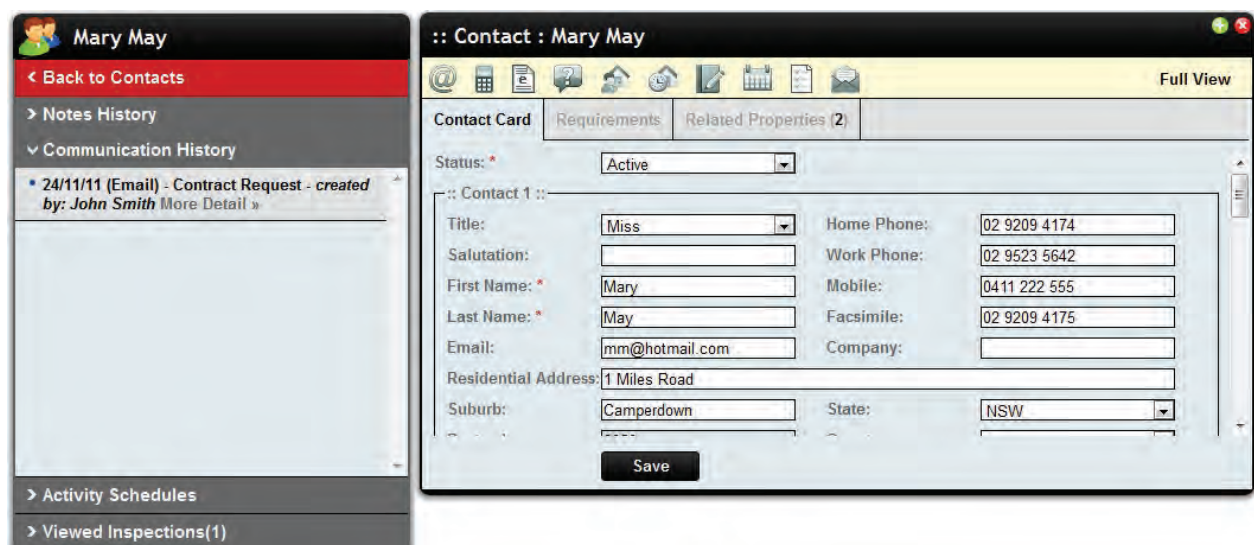 Mary May
< Back to Contacts
> Notes History
Communication History
• 24/11/11 (Email) - Contract Request - created
by: John Smith More Detail »
> Activity Schedules
> Viewed Inspections(1)
:: Contact : Mary May
Full View
Contact Card Requirements Related Properties (2)
Status: * Active
:: Contact 1 ::
Title: Miss Home Phone: 02 9209 4174
Salutation: Work Phone: 02 9523 5642
First Name: * Mary Mobile: 0411 222 555
Last Name: * May Facsimile: 02 9209 4175
Email: mm@hotmail.com Company:
Residential Address: 1 Miles Road
Suburb: Camperdown State: NSW
Save